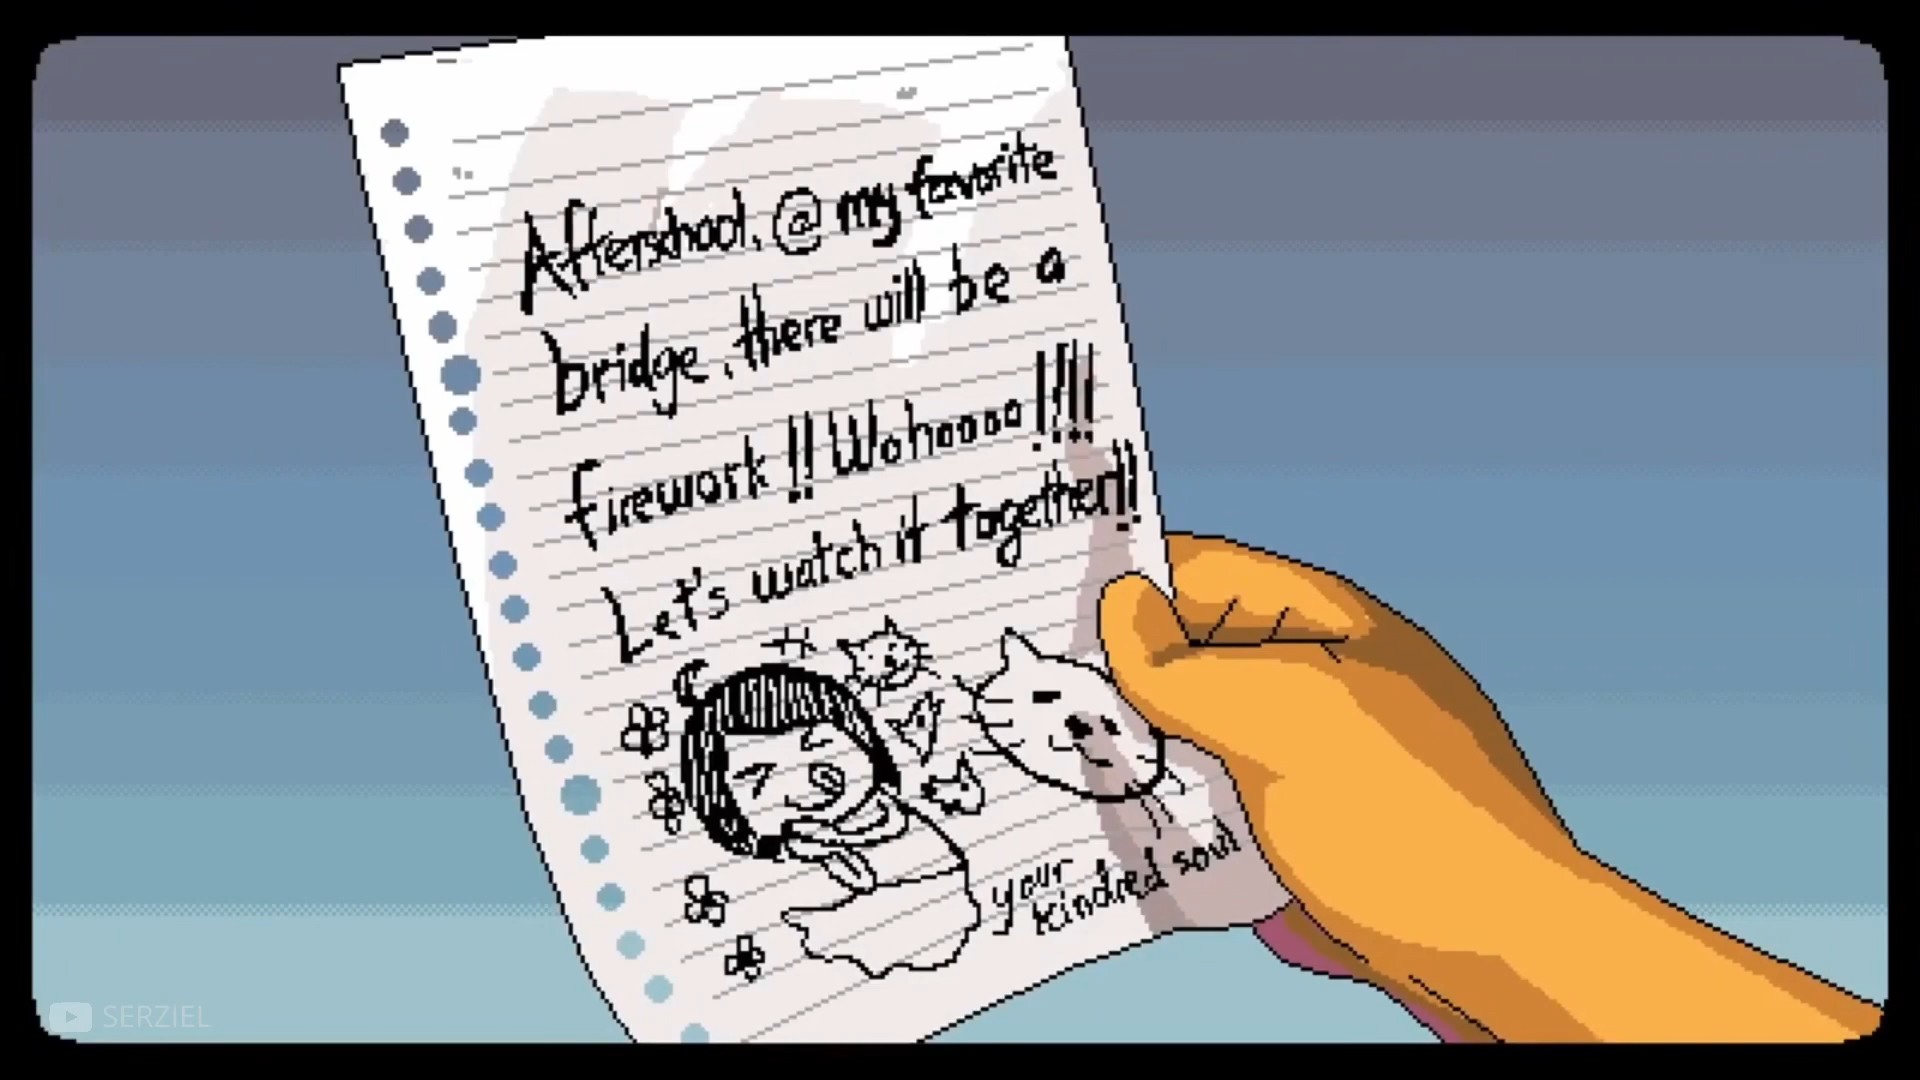 Afterschool, @ my favorite
bridge, there will be a
firework!! Wohoooo!!!!
Let's watch it together!!
your
kindred soul
SERZIEL